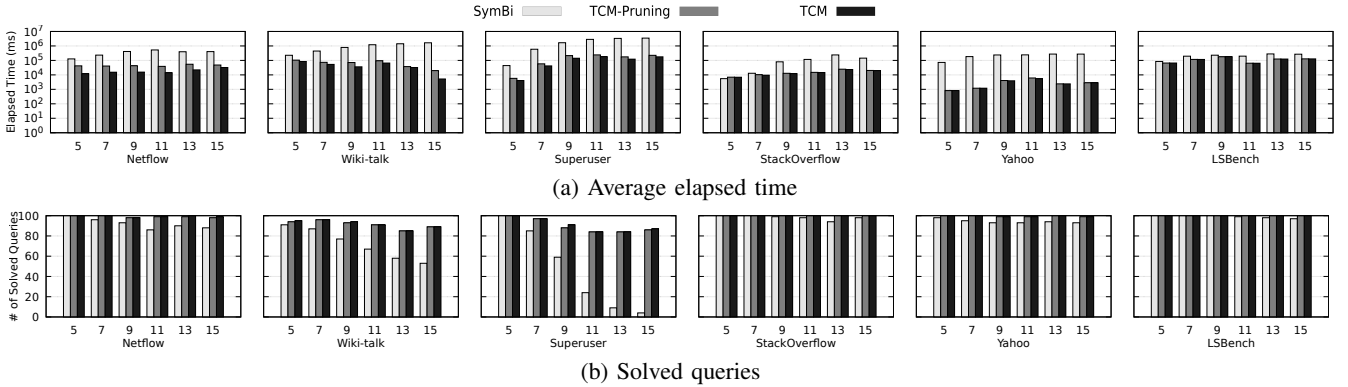 SymBi TCM-Pruning TCM
Elapsed Time (ms)
10^7
10^6
10^5
10^4
10^3
10^2
10^1
10^0
5 7 9 11 13 15
Netflow
5 7 9 11 13 15
Wiki-talk
5 7 9 11 13 15
Superuser
5 7 9 11 13 15
StackOverflow
5 7 9 11 13 15
Yahoo
5 7 9 11 13 15
LSBench
(a) Average elapsed time
# of Solved Queries
100
80
60
40
20
0
5 7 9 11 13 15
Netflow
5 7 9 11 13 15
Wiki-talk
5 7 9 11 13 15
Superuser
5 7 9 11 13 15
StackOverflow
5 7 9 11 13 15
Yahoo
5 7 9 11 13 15
LSBench
(b) Solved queries